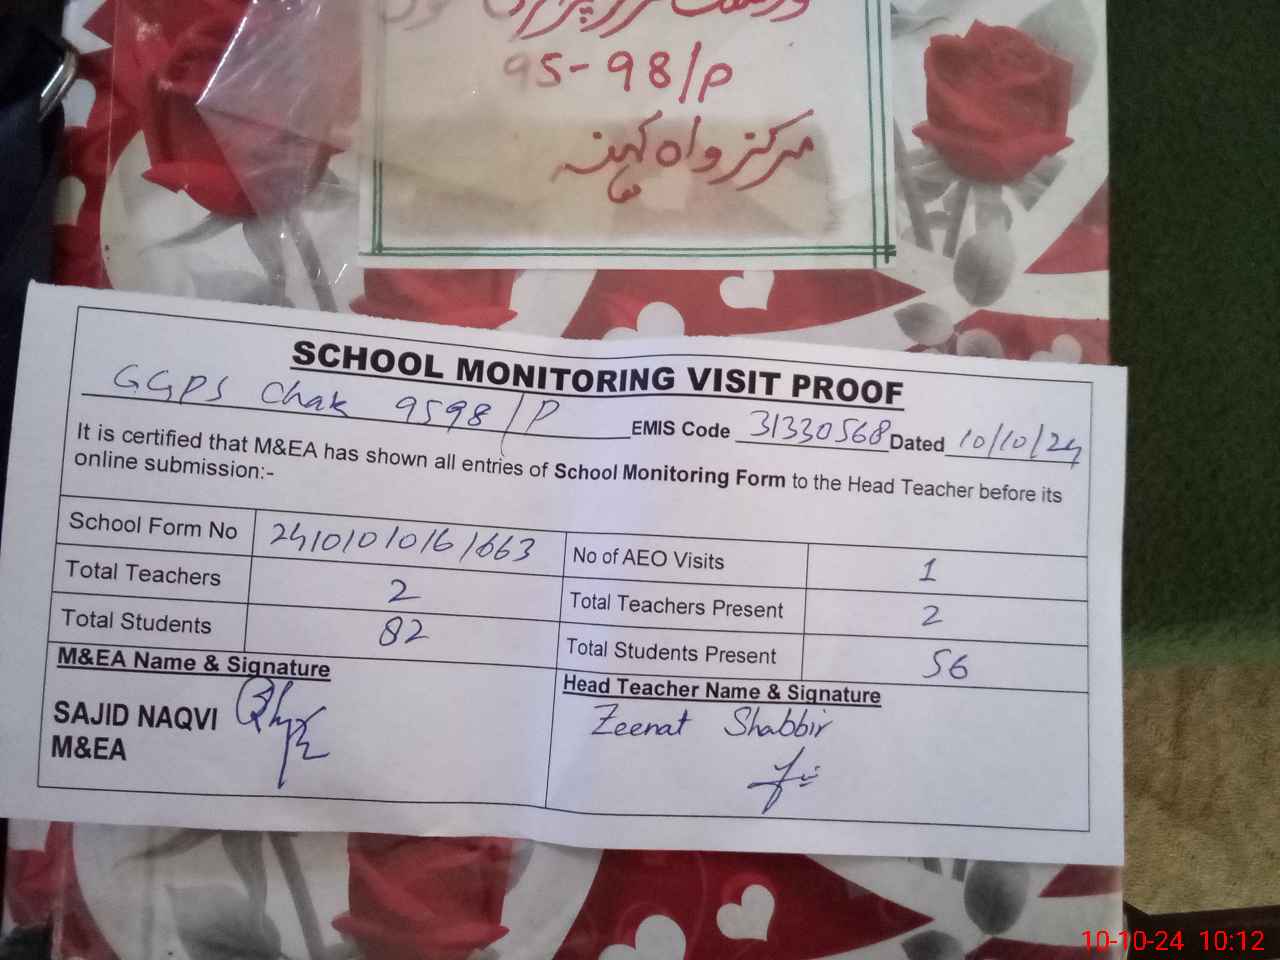 95-98/P
مرکز واہ کہنہ
SCHOOL MONITORING VISIT PROOF
GGPS Chak 9598/P EMIS Code 31330568 Dated 10/10/24
It is certified that M&EA has shown all entries of School Monitoring Form to the Head Teacher before its
online submission:-
School Form No 24101010161663 No of AEO Visits 1
Total Teachers 2 Total Teachers Present 2
Total Students 82 Total Students Present 56
M&EA Name & Signature
SAJID NAQVI
M&EA
Head Teacher Name & Signature
Zeenat Shabbir
10-10-24 10:12